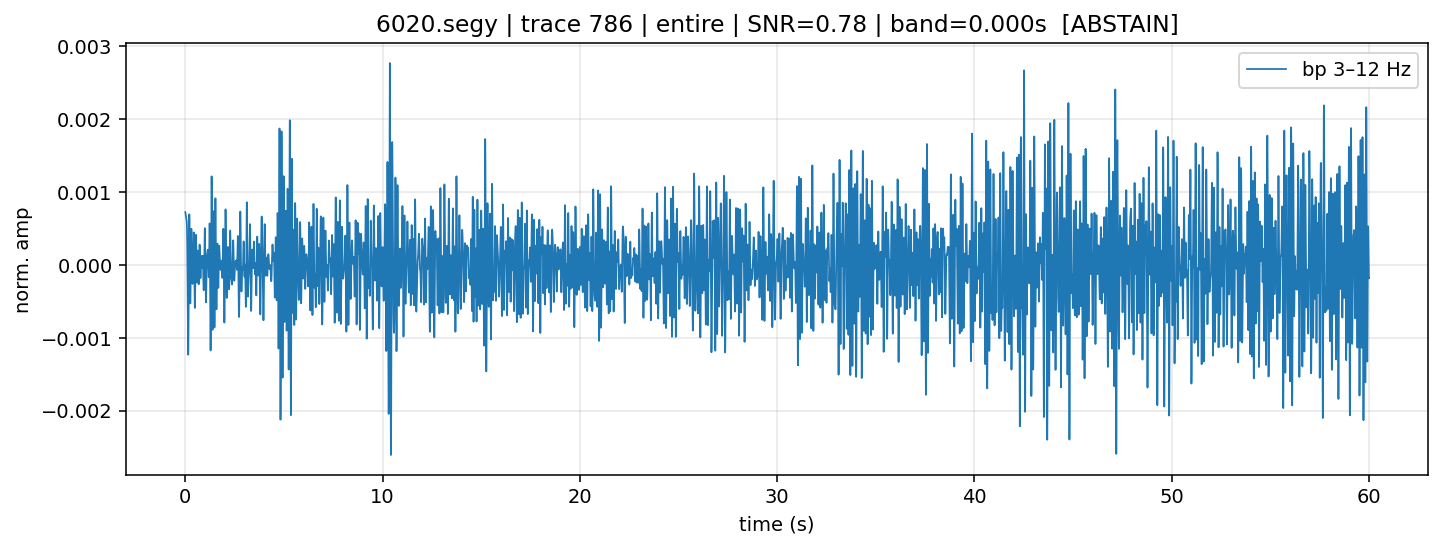 6020.segy | trace 786 | entire | SNR=0.78 | band=0.000s  [ABSTAIN]
bp 3–12 Hz
0.003
0.002
0.001
0.000
−0.001
−0.002
norm. amp
0 10 20 30 40 50 60
time (s)